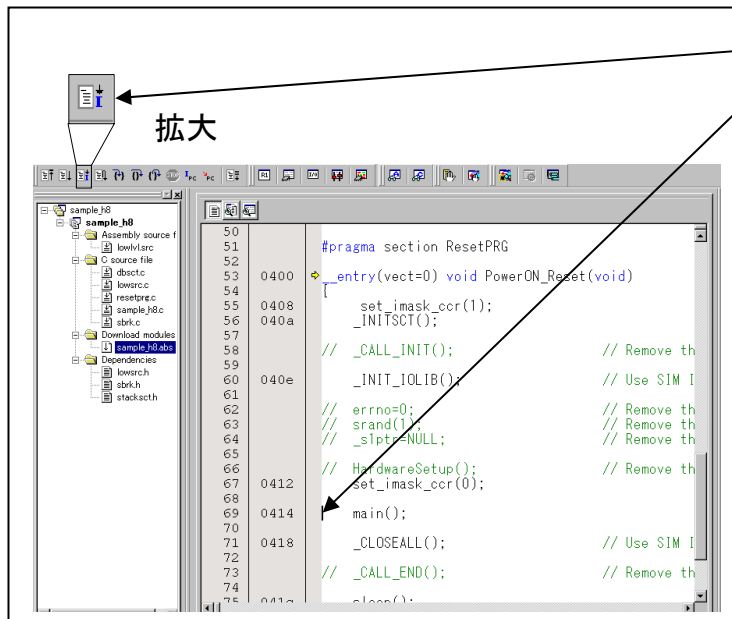 拡大
sample_h8
sample_h8
Assembly source f
lowlvl.src
C source file
dbsct.c
lowsrc.c
resetprg.c
sample_h8.c
sbrk.c
Download modules
sample_h8.abs
Dependencies
lowsrc.h
sbrk.h
stacksct.h
50
51 #pragma section ResetPRG
52
53 0400 __entry(vect=0) void PowerON_Reset(void)
54 {
55 0408 set_imask_ccr(1);
56 040a _INITSCT();
57
58 // _CALL_INIT(); // Remove th
59
60 040e _INIT_IOLIB(); // Use SIM I
61
62 // errno=0; // Remove th
63 // srand(1); // Remove th
64 // _s1ptr=NULL; // Remove th
65
66 // HardwareSetup(); // Remove th
67 0412 set_imask_ccr(0);
68
69 0414 main();
70
71 0418 _CLOSEALL(); // Use SIM I
72
73 // _CALL_END(); // Remove th
74
75 041c sleep();